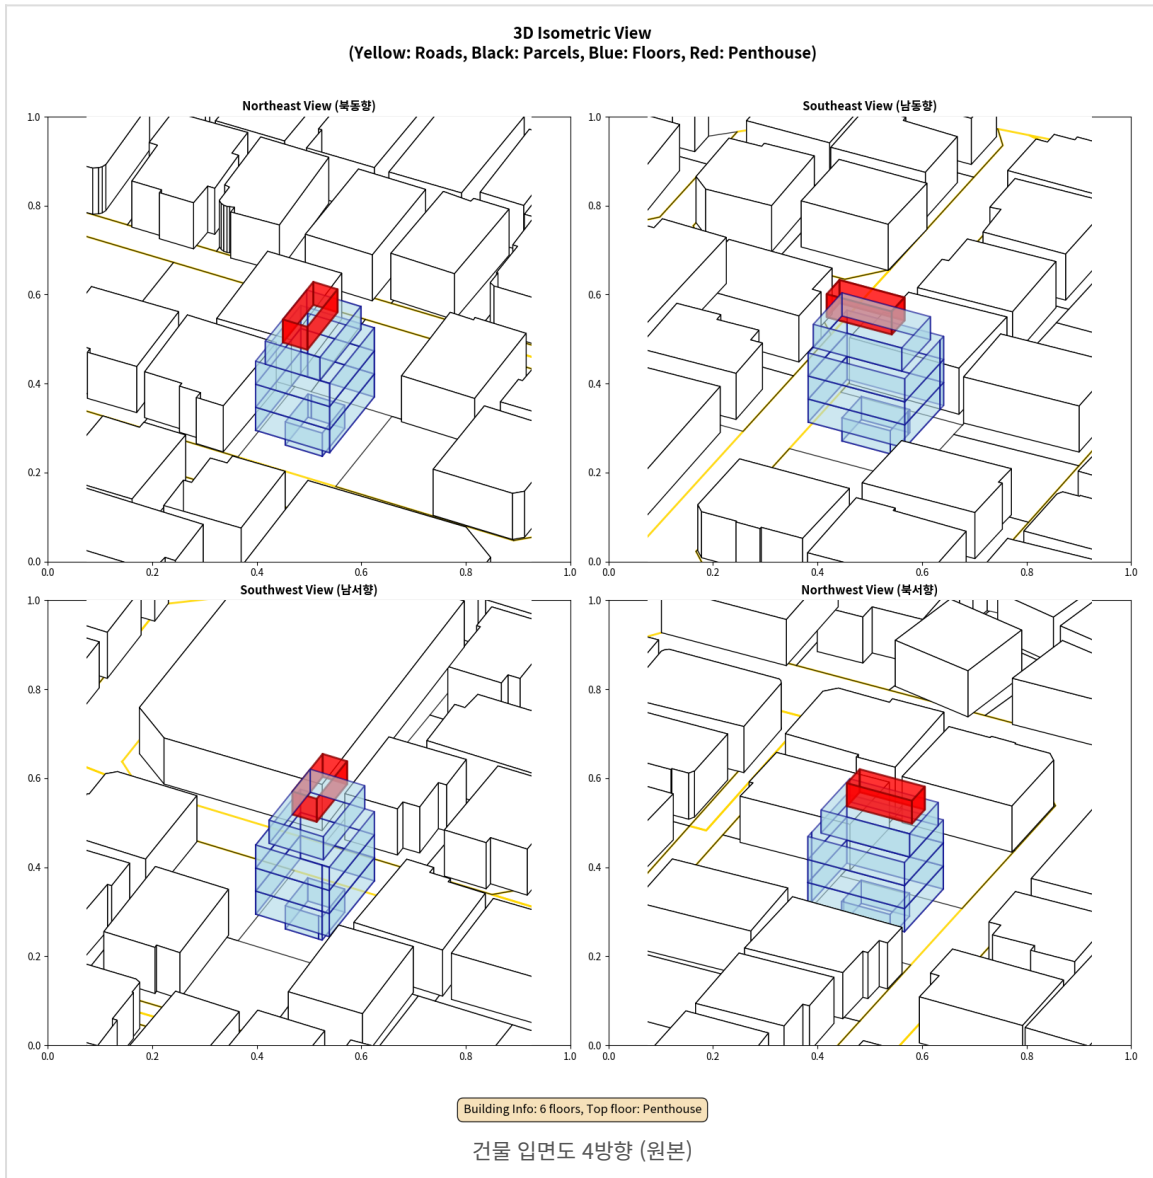 3D Isometric View
(Yellow: Roads, Black: Parcels, Blue: Floors, Red: Penthouse)
Northeast View (북동향)
1.0
0.8
0.6
0.4
0.2
0.0
0.0 0.2 0.4 0.6 0.8 1.0
Southeast View (남동향)
1.0
0.8
0.6
0.4
0.2
0.0
0.0 0.2 0.4 0.6 0.8 1.0
Southwest View (남서향)
1.0
0.8
0.6
0.4
0.2
0.0
0.0 0.2 0.4 0.6 0.8 1.0
Northwest View (북서향)
1.0
0.8
0.6
0.4
0.2
0.0
0.0 0.2 0.4 0.6 0.8 1.0
Building Info: 6 floors, Top floor: Penthouse
건물 입면도 4방향 (원본)